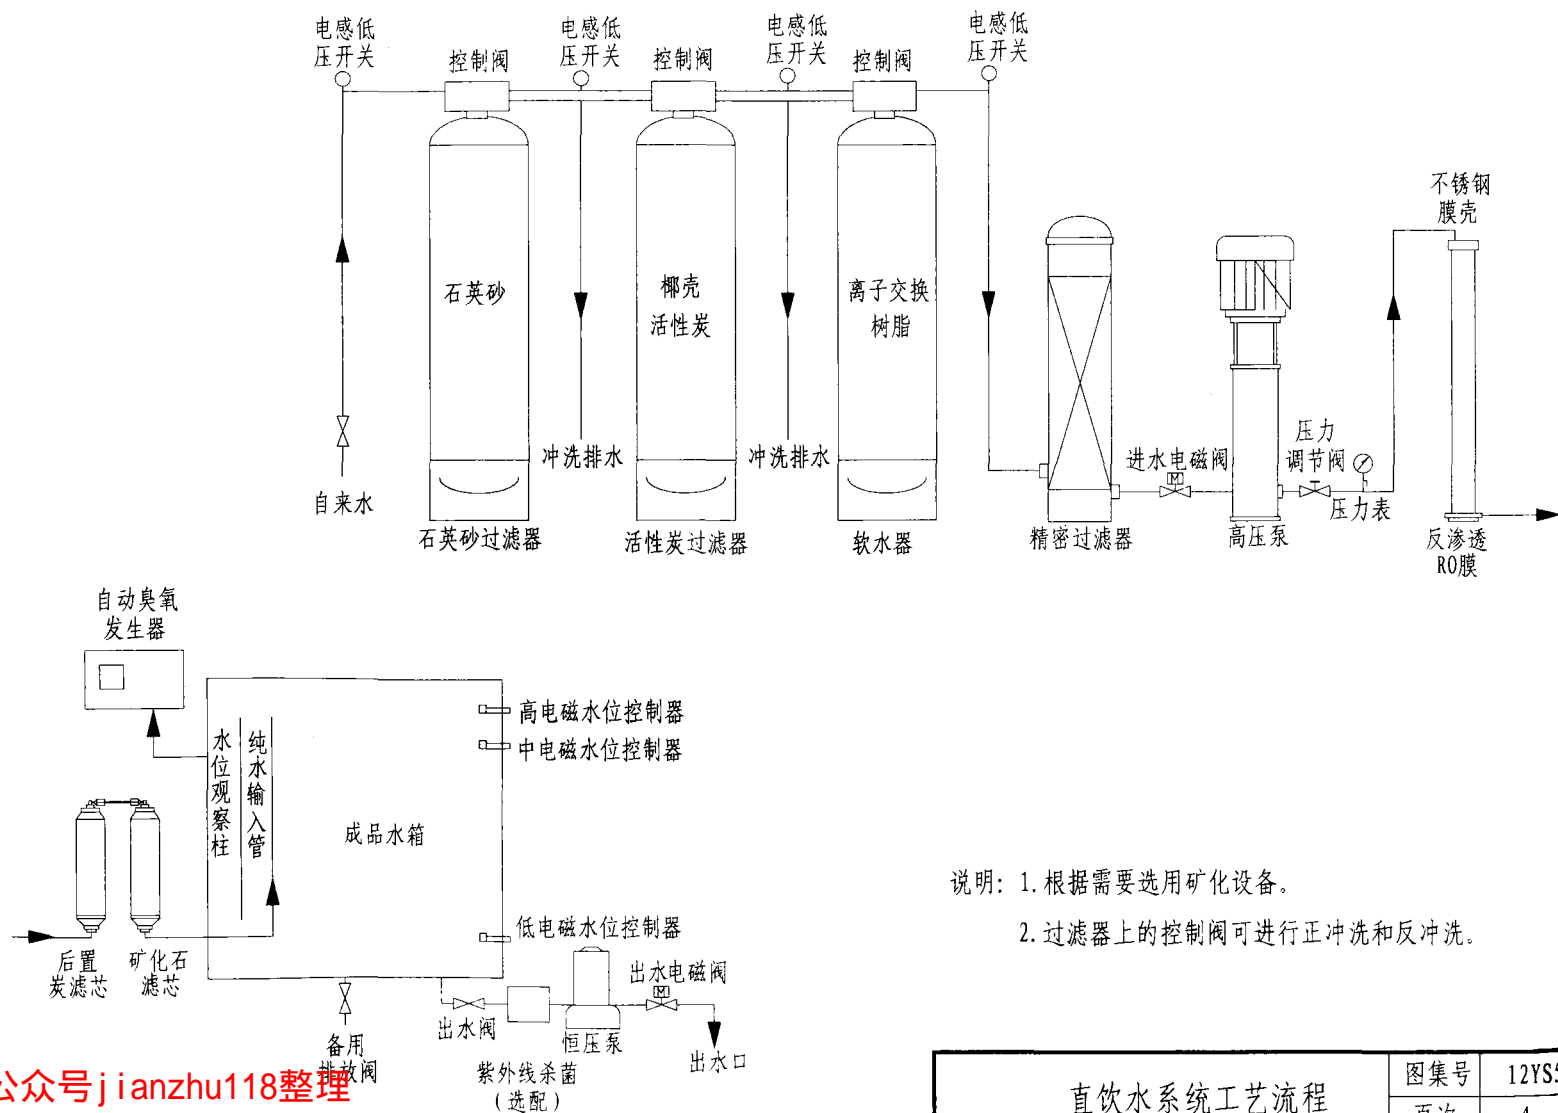 电感低
压开关
控制阀
电感低
压开关
控制阀
电感低
压开关
控制阀
电感低
压开关
不锈钢
膜壳
石英砂
椰壳
活性炭
离子交换
树脂
自来水
冲洗排水
冲洗排水
进水电磁阀
M
压力
调节阀
压力表
石英砂过滤器
活性炭过滤器
软水器
精密过滤器
高压泵
反渗透
RO膜
自动臭氧
发生器
水位观察柱
纯水输入管
高电磁水位控制器
中电磁水位控制器
成品水箱
低电磁水位控制器
后置
炭滤芯
矿化石
滤芯
备用
排放阀
出水阀
紫外线杀菌
(选配)
恒压泵
出水电磁阀
M
出水口
说明: 1.根据需要选用矿化设备。
2.过滤器上的控制阀可进行正冲洗和反冲洗。
直饮水系统工艺流程
图集号
12YS5
公众号jianzhu118整理